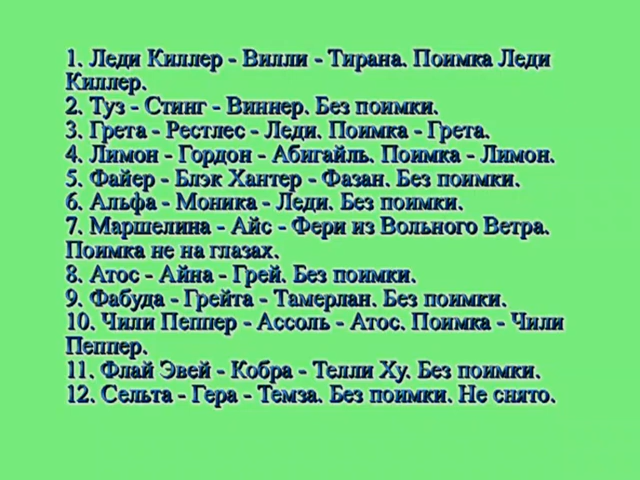 1. Леди Киллер - Вилли - Тирана. Поимка Леди
Киллер.
2. Туз - Стинг - Виннер. Без поимки.
3. Грета - Рестлес - Леди. Поимка - Грета.
4. Лимон - Гордон - Абигайль. Поимка - Лимон.
5. Файер - Блэк Хантер - Фазан. Без поимки.
6. Альфа - Моника - Леди. Без поимки.
7. Маршелина - Айс - Фери из Вольного Ветра.
Поимка не на глазах.
8. Атос - Айна - Грей. Без поимки.
9. Фабуда - Грейта - Тамерлан. Без поимки.
10. Чили Пеппер - Ассоль - Атос. Поимка - Чили
Пеппер.
11. Флай Эвей - Кобра - Телли Ху. Без поимки.
12. Сельта - Гера - Темза. Без поимки. Не снято.